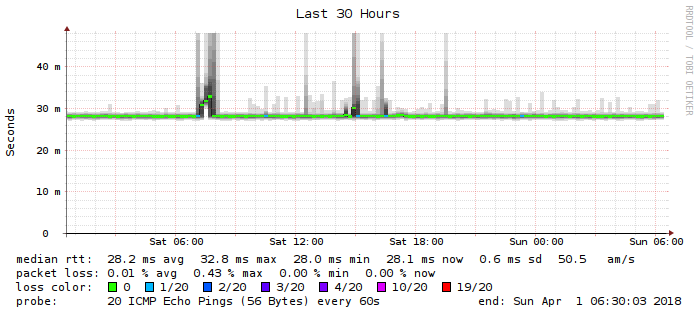 Last 30 Hours
RRDTOOL / TOBI OETIKER
Seconds
40 m
30 m
20 m
10 m
0
Sat 06:00 Sat 12:00 Sat 18:00 Sun 00:00 Sun 06:00
median rtt: 28.2 ms avg 32.8 ms max 28.0 ms min 28.1 ms now 0.6 ms sd 50.5 am/s
packet loss: 0.01 % avg 0.43 % max 0.00 % min 0.00 % now
loss color: 0 1/20 2/20 3/20 4/20 10/20 19/20
probe: 20 ICMP Echo Pings (56 Bytes) every 60s end: Sun Apr 1 06:30:03 2018